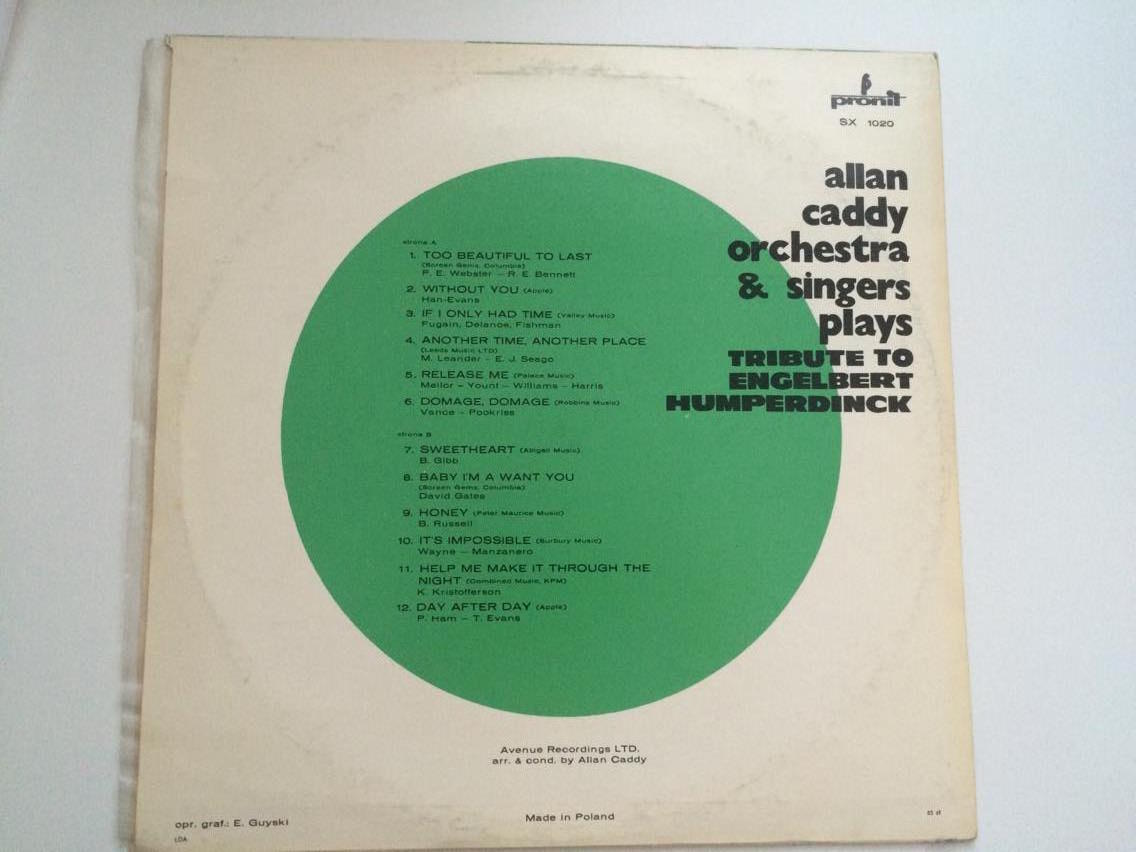 pronit
SX 1020
allan
caddy
orchestra
& singers
plays
TRIBUTE TO
ENGELBERT
HUMPERDINCK
strona A
1. TOO BEAUTIFUL TO LAST
(Screen Gems, Columbia)
P. E. Webster – R. E. Bennett
2. WITHOUT YOU (Apple)
Han-Evans
3. IF I ONLY HAD TIME (Valley Music)
Fugain, Delanoe, Fishman
4. ANOTHER TIME, ANOTHER PLACE
(Leeds Music LTD)
M. Leander – E. J. Seago
5. RELEASE ME (Palace Music)
Mellor – Yount – Williams – Harris
6. DOMAGE, DOMAGE (Robbins Music)
Vance – Pookriss
strona B
7. SWEETHEART (Abigail Music)
B. Gibb
8. BABY I'M A WANT YOU
(Screen Gems, Columbia)
David Gates
9. HONEY (Peter Maurice Music)
B. Russell
10. IT'S IMPOSSIBLE (Burbury Music)
Wayne – Manzanero
11. HELP ME MAKE IT THROUGH THE
NIGHT (Combined Music, KPM)
K. Kristofferson
12. DAY AFTER DAY (Apple)
P. Ham – T. Evans
Avenue Recordings LTD.
arr. & cond. by Allan Caddy
Made in Poland
opr. graf.: E. Guyski
LDA
65 zł